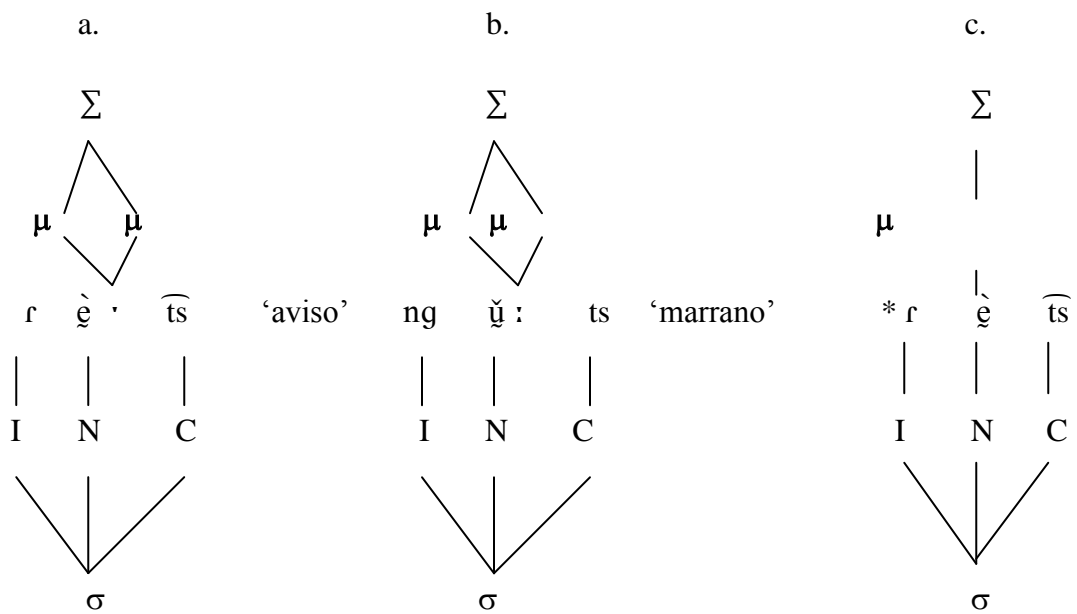 a. b. c.
Σ Σ Σ
μ μ μ μ μ
ɾ ḛ̀ ˑ t͡s ‘aviso’ ng ṵ̌ ː ts ‘marrano’ * ɾ ḛ̀ t͡s
I N C I N C I N C
σ σ σ